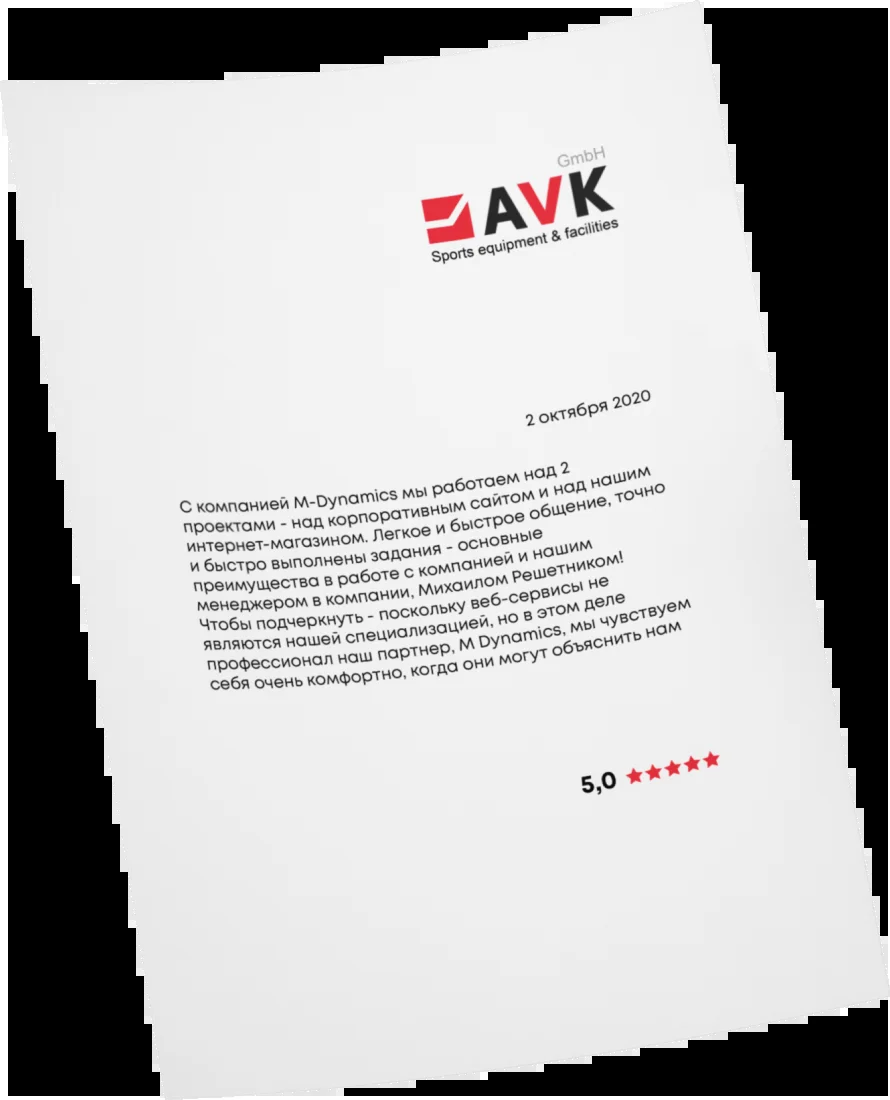 GmbH
AVK
Sports equipment & facilities
2 октября 2020
С компанией M-Dynamics мы работаем над 2
проектами - над корпоративным сайтом и над нашим
интернет-магазином. Легкое и быстрое общение, точно
и быстро выполнены задания - основные
преимущества в работе с компанией и нашим
менеджером в компании, Михаилом Решетником!
Чтобы подчеркнуть - поскольку веб-сервисы не
являются нашей специализацией, но в этом деле
профессионал наш партнер, M Dynamics, мы чувствуем
себя очень комфортно, когда они могут объяснить нам
5,0